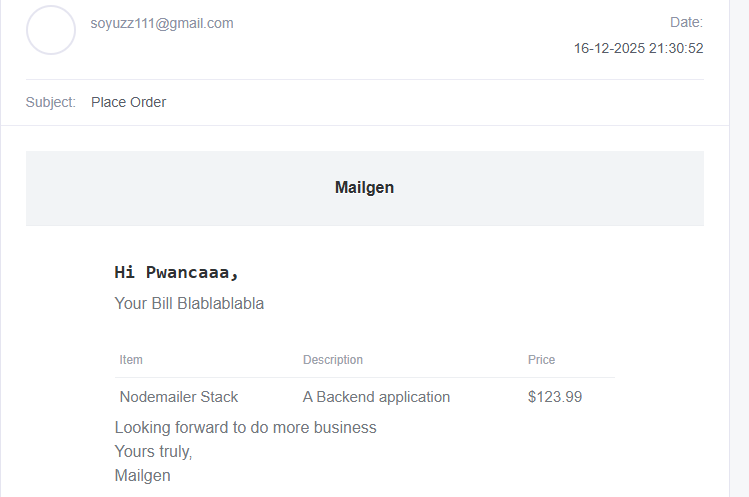 soyuzz111@gmail.com
Date:
16-12-2025 21:30:52
Subject: Place Order
Mailgen
Hi Pwancaaa,
Your Bill Blablablabla
Item Description Price
Nodemailer Stack A Backend application $123.99
Looking forward to do more business
Yours truly,
Mailgen